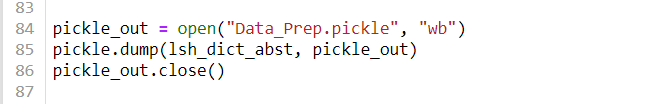 83
84 pickle_out = open("Data_Prep.pickle", "wb")
85 pickle.dump(lsh_dict_abst, pickle_out)
86 pickle_out.close()
87